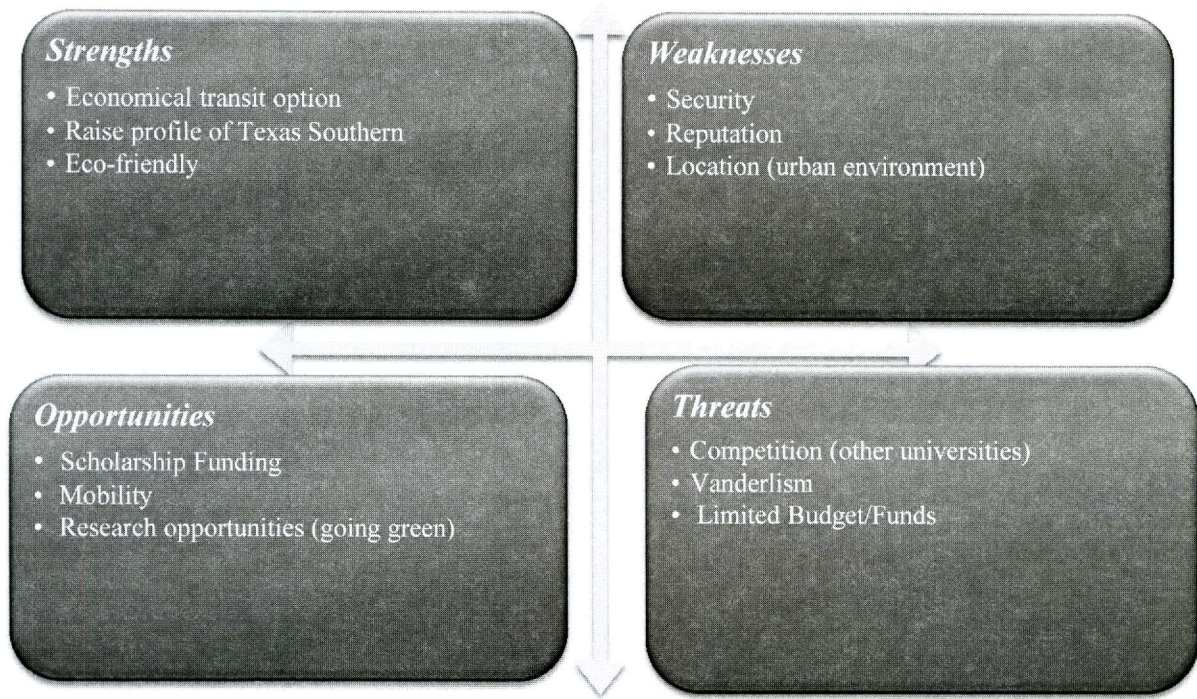 Strengths
• Economical transit option
• Raise profile of Texas Southern
• Eco-friendly
Weaknesses
• Security
• Reputation
• Location (urban environment)
Opportunities
• Scholarship Funding
• Mobility
• Research opportunities (going green)
Threats
• Competition (other universities)
• Vanderlism
• Limited Budget/Funds